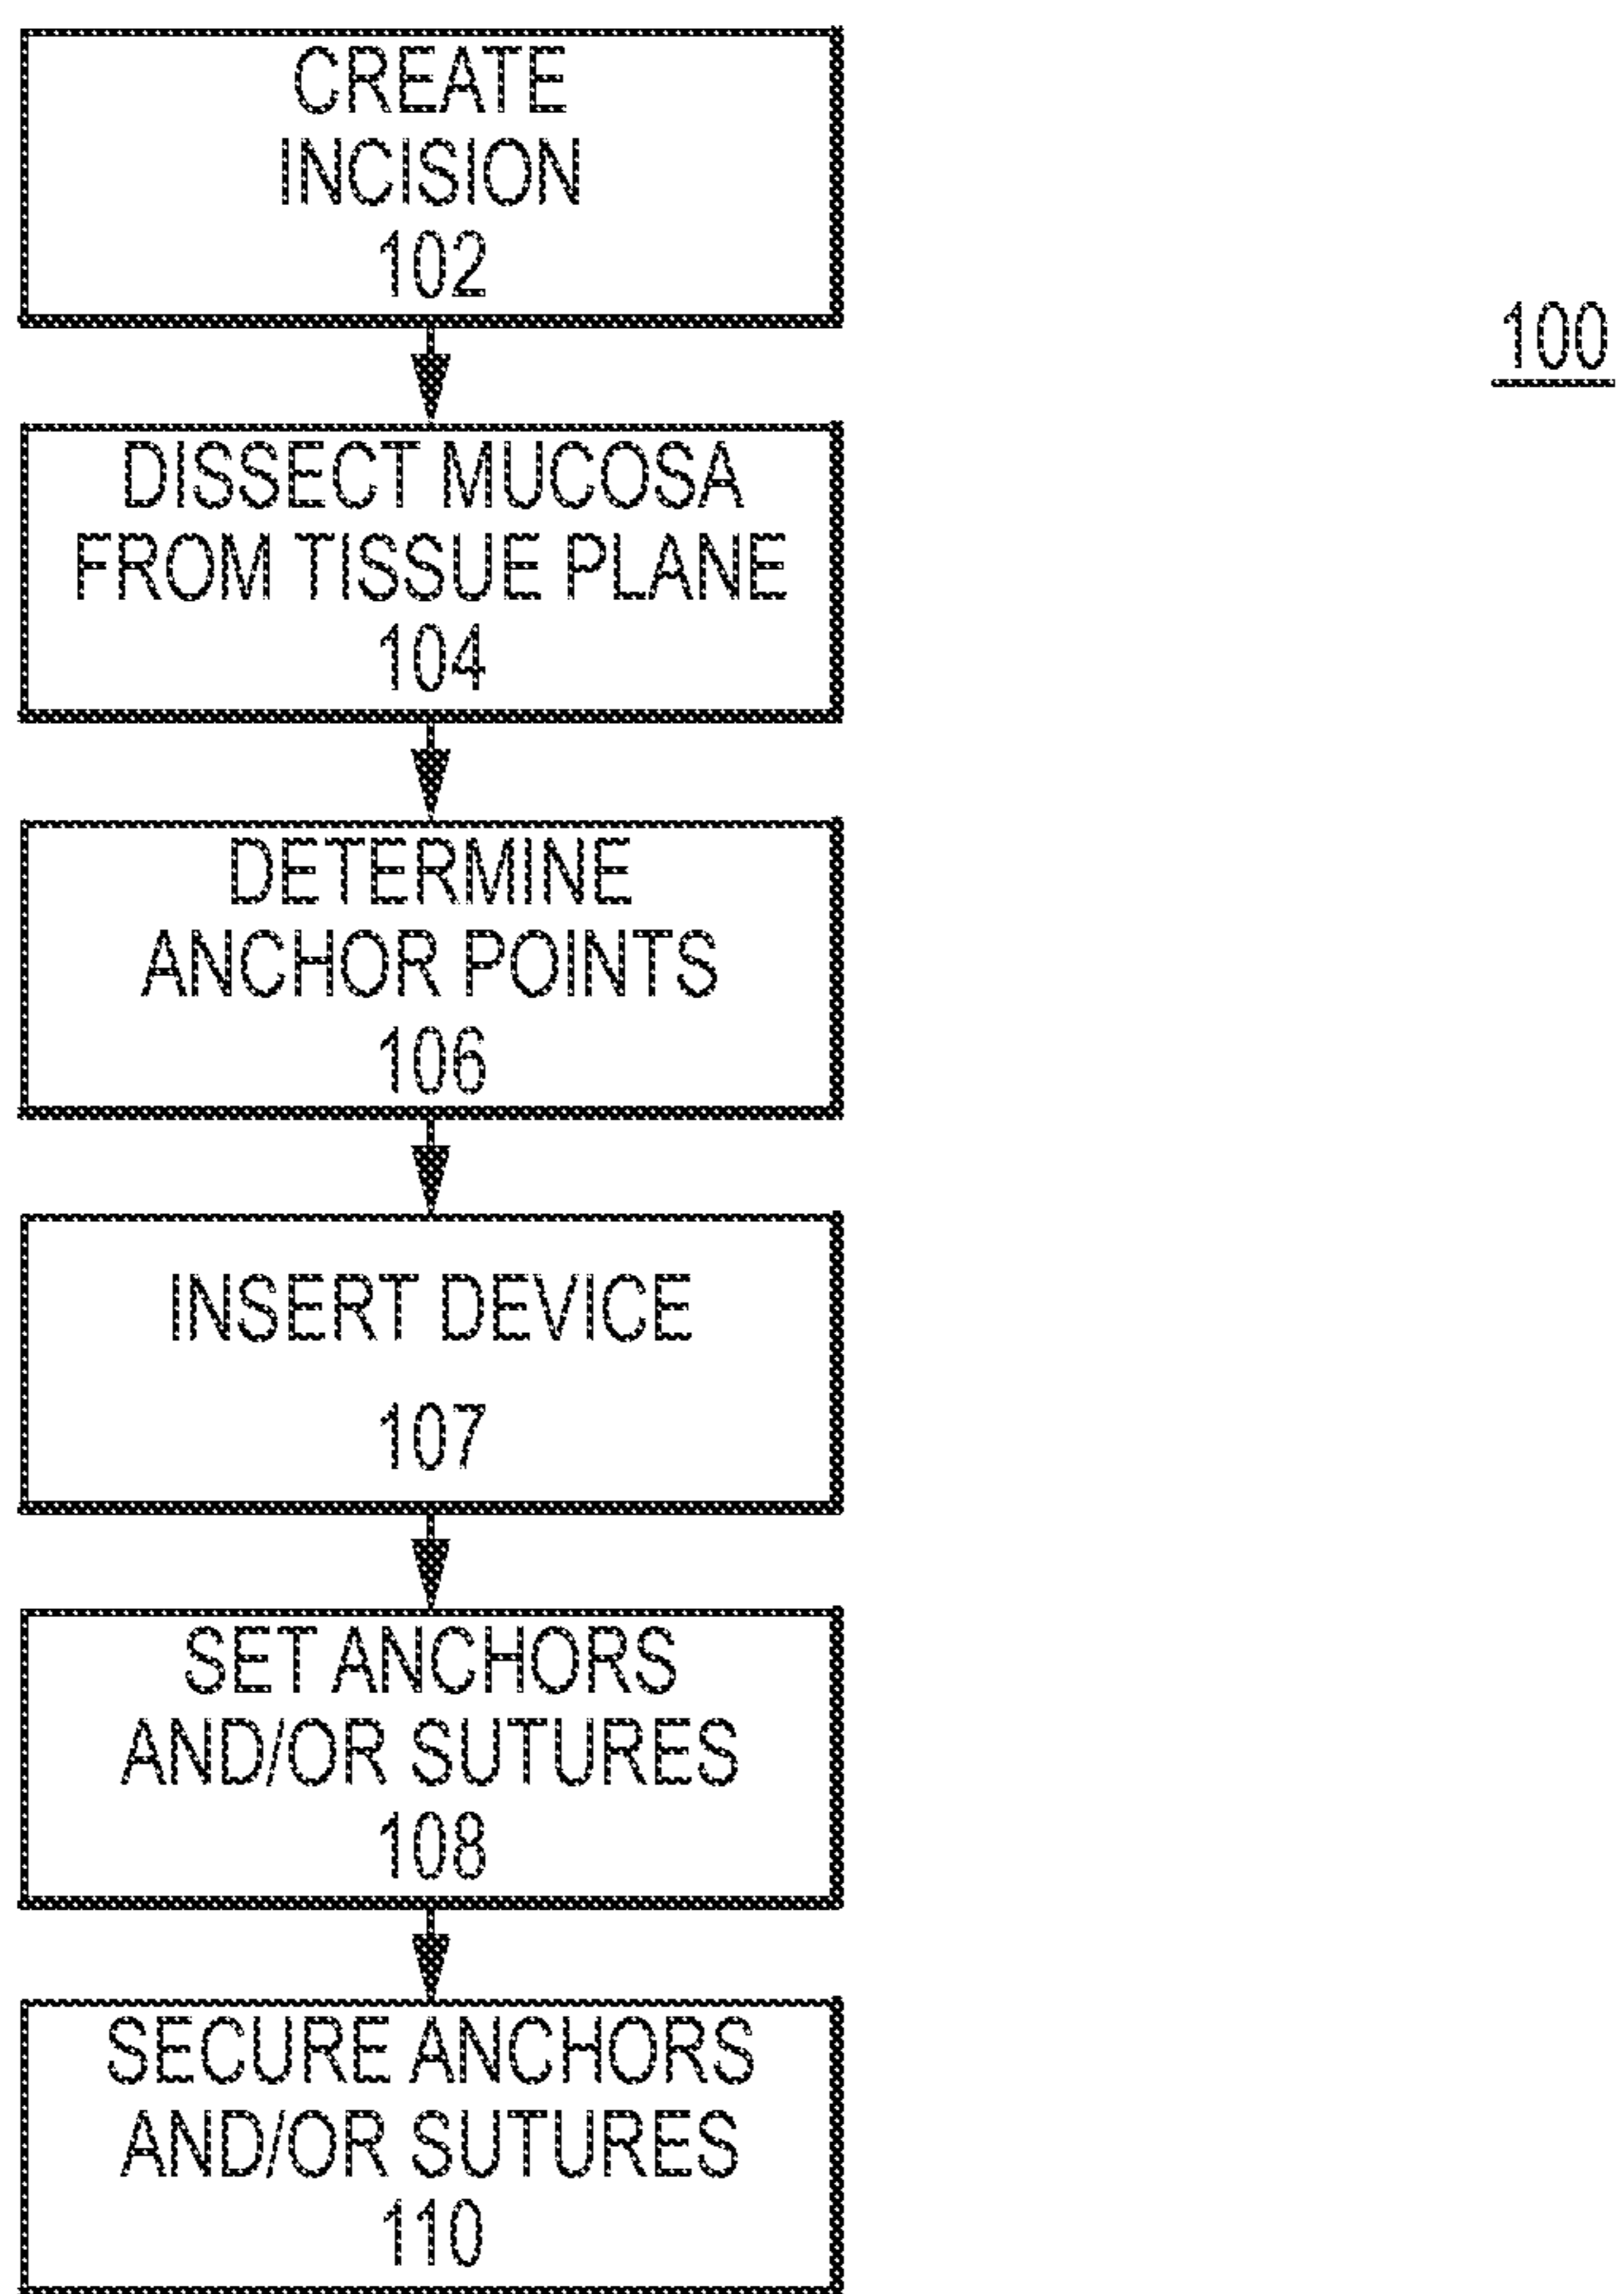 CREATE
INCISION
102
100
DISSECT MUCOSA
FROM TISSUE PLANE
104
DETERMINE
ANCHOR POINTS
106
INSERT DEVICE
107
SET ANCHORS
AND/OR SUTURES
108
SECURE ANCHORS
AND/OR SUTURES
110